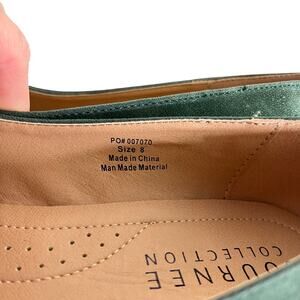 PO# 007070
Size 8
Made in China
Man Made Material
OURNEE
COLLECTION